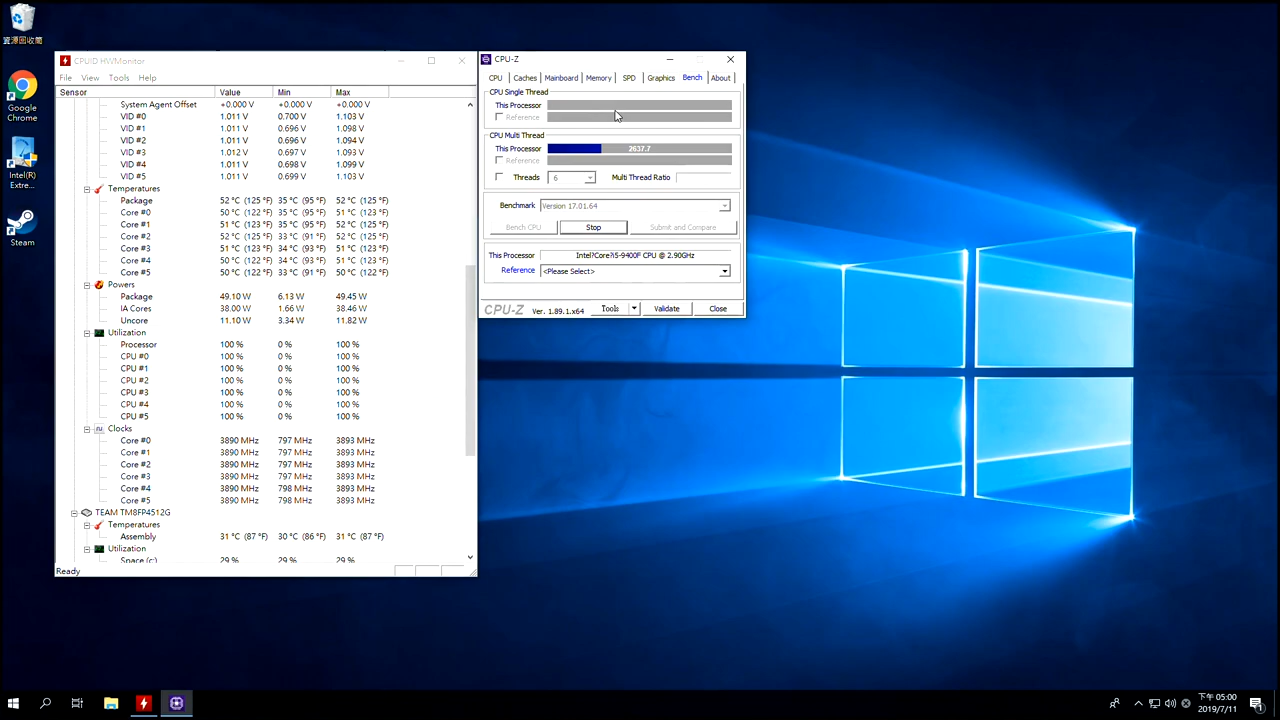 資源回收筒
Google
Chrome
Intel(R)
Extre...
Steam
CPUID HWMonitor
File View Tools Help
Sensor Value Min Max
System Agent Offset +0.000 V +0.000 V +0.000 V
VID #0 1.011 V 0.700 V 1.103 V
VID #1 1.011 V 0.696 V 1.098 V
VID #2 1.011 V 0.696 V 1.094 V
VID #3 1.012 V 0.697 V 1.093 V
VID #4 1.011 V 0.698 V 1.099 V
VID #5 1.011 V 0.699 V 1.103 V
Temperatures
Package 52 °C (125 °F) 35 °C (95 °F) 52 °C (125 °F)
Core #0 50 °C (122 °F) 35 °C (95 °F) 51 °C (123 °F)
Core #1 51 °C (123 °F) 35 °C (95 °F) 52 °C (125 °F)
Core #2 50 °C (122 °F) 34 °C (93 °F) 51 °C (123 °F)
Core #3 51 °C (123 °F) 34 °C (93 °F) 51 °C (123 °F)
Core #4 50 °C (122 °F) 34 °C (93 °F) 51 °C (123 °F)
Core #5 50 °C (122 °F) 33 °C (91 °F) 50 °C (122 °F)
Powers
Package 49.10 W 6.13 W 49.45 W
IA Cores 38.00 W 1.66 W 38.46 W
Uncore 11.10 W 3.34 W 11.82 W
Utilization
Processor 100 % 0 % 100 %
CPU #0 100 % 0 % 100 %
CPU #1 100 % 0 % 100 %
CPU #2 100 % 0 % 100 %
CPU #3 100 % 0 % 100 %
CPU #4 100 % 0 % 100 %
CPU #5 100 % 0 % 100 %
Clocks
Core #0 3890 MHz 797 MHz 3893 MHz
Core #1 3890 MHz 797 MHz 3893 MHz
Core #2 3890 MHz 797 MHz 3893 MHz
Core #3 3890 MHz 797 MHz 3893 MHz
Core #4 3890 MHz 798 MHz 3893 MHz
Core #5 3890 MHz 798 MHz 3893 MHz
TEAM TM8FP4512G
Temperatures
Assembly 31 °C (87 °F) 30 °C (86 °F) 31 °C (87 °F)
Utilization
Space (c:) 29 % 29 % 29 %
Ready
CPU-Z
CPU Caches Mainboard Memory SPD Graphics Bench About
CPU Single Thread
This Processor
Reference
CPU Multi Thread
This Processor 2637.7
Reference
Threads 6 Multi Thread Ratio
Benchmark Version 17.01.64
Bench CPU Stop Submit and Compare
This Processor Intel?Core?i5-9400F CPU @ 2.90GHz
Reference <Please Select>
CPU-Z Ver. 1.89.1.x64 Tools Validate Close
下午 05:00
2019/7/11
1